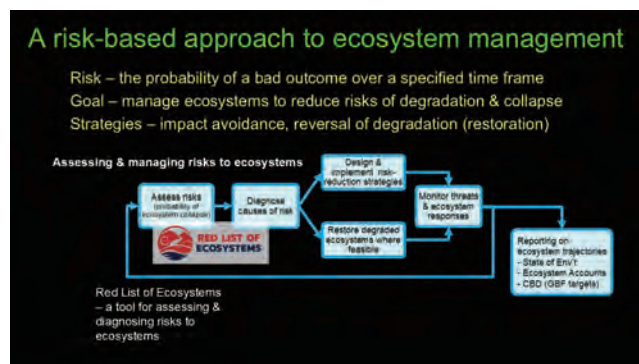 A risk-based approach to ecosystem management
Risk – the probability of a bad outcome over a specified time frame
Goal – manage ecosystems to reduce risks of degradation & collapse
Strategies – impact avoidance, reversal of degradation (restoration)
Assessing & managing risks to ecosystems
Assess risks
(probability of
ecosystem collapse)
Diagnose
causes of risk
Design &
implement risk-
reduction strategies
Restore degraded
ecosystems where
feasible
Monitor threats
& ecosystem
responses
Reporting on
ecosystem trajectories
- State of Env't
- Ecosystem Accounts
- CBD (GBF targets)
RED LIST OF
ECOSYSTEMS
Red List of Ecosystems
– a tool for assessing &
diagnosing risks to
ecosystems